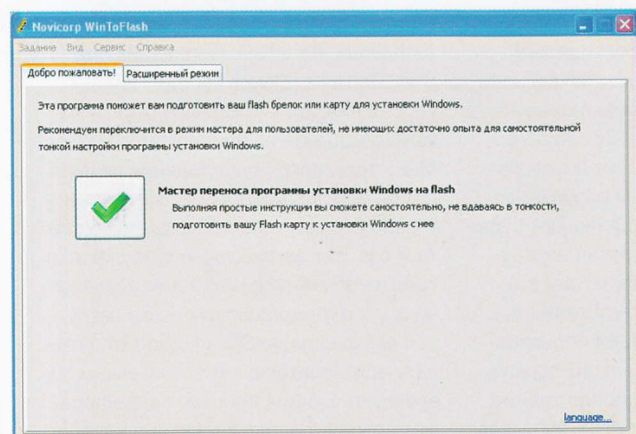 Novicorp WinToFlash
Задание Вид Сервис Справка
Добро пожаловать! Расширенный режим
Эта програма поможет вам подготовить ваш flash брелок или карту для установки Windows.
Рекомендуем переключится в режим мастера для пользователей, не имеющих достаточно опыта для самостоятельной
тонкой настройки програмы установки Windows.
Мастер переноса програмы установки Windows на flash
Выполняя простые инструкции вы сможете самостоятельно, не вдаваясь в тонкости,
подготовить вашу Flash карту к установки Windows с нее
language...